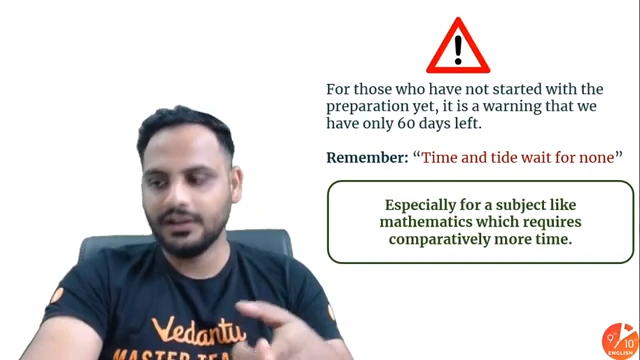 For those who have not started with the
preparation yet, it is a warning that we
have only 60 days left.
Remember: “Time and tide wait for none”
Especially for a subject like
mathematics which requires
comparatively more time.
Vedantu
MASTER TEA
9
10
ENGLISH